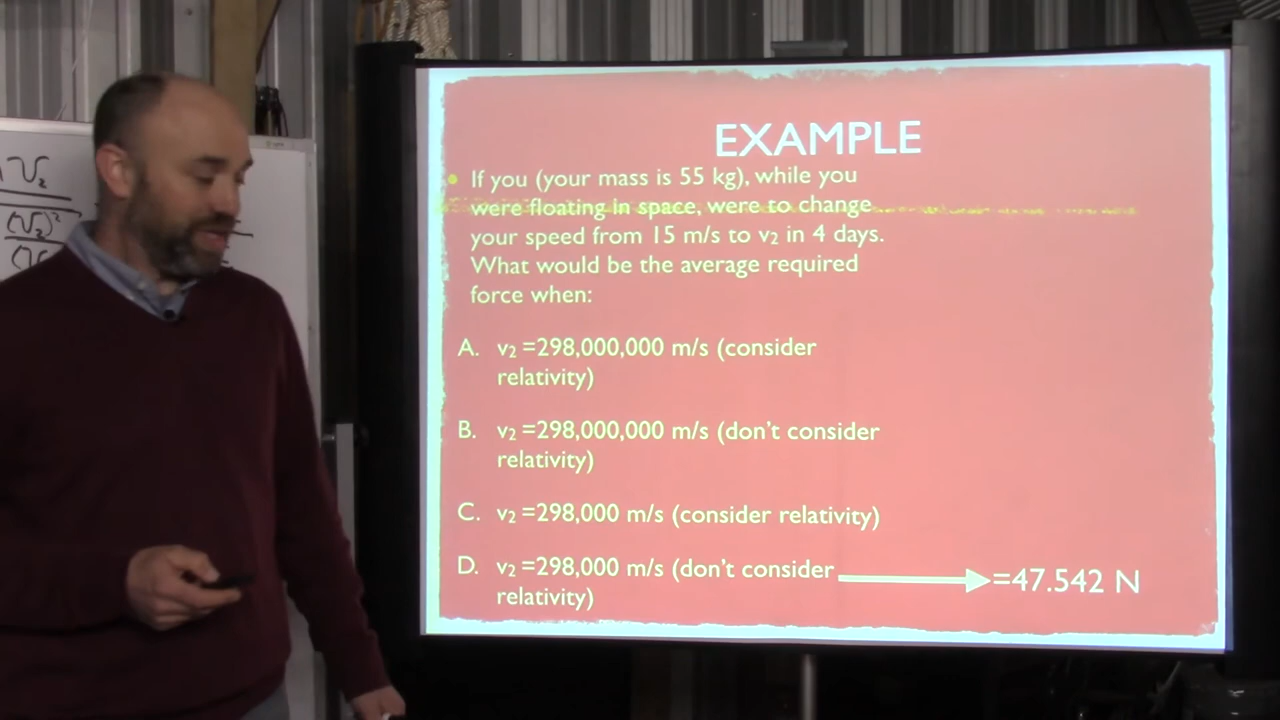 V₂
(V₂)²
EXAMPLE
• If you (your mass is 55 kg), while you
were floating in space, were to change
your speed from 15 m/s to v₂ in 4 days.
What would be the average required
force when:
A. v₂ =298,000,000 m/s (consider
relativity)
B. v₂ =298,000,000 m/s (don't consider
relativity)
C. v₂ =298,000 m/s (consider relativity)
D. v₂ =298,000 m/s (don't consider
relativity)
=47.542 N